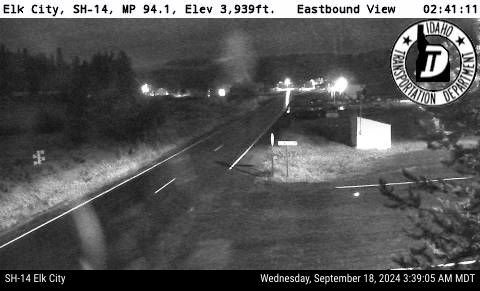 Elk City, SH-14, MP 94.1, Elev 3,939ft. Eastbound View 02:41:11
IDAHO
TRANSPORTATION DEPARTMENT
SH-14 Elk City Wednesday, September 18, 2024 3:39:05 AM MDT